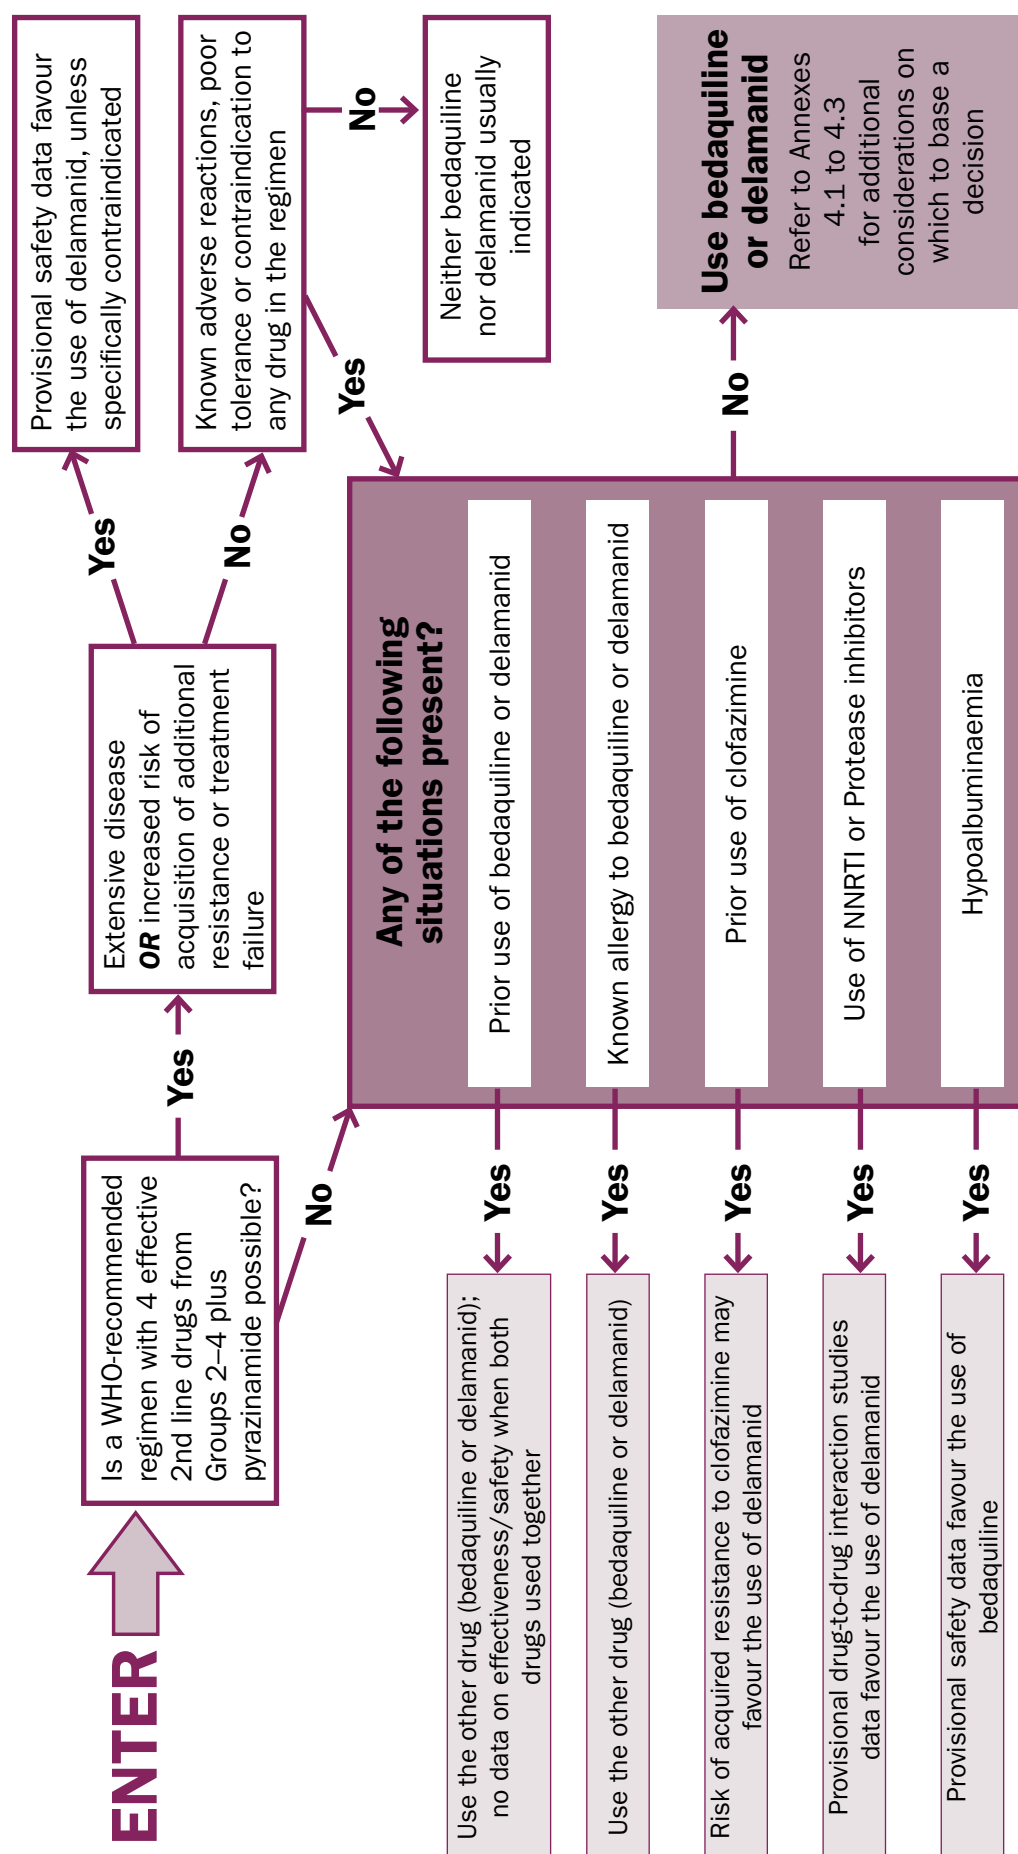 ENTER
Is a WHO-recommended
regimen with 4 effective
2nd line drugs from
Groups 2–4 plus
pyrazinamide possible?
Yes
No
Extensive disease
OR increased risk of
acquisition of additional
resistance or treatment
failure
Yes
No
Provisional safety data favour
the use of delamanid, unless
specifically contraindicated
Known adverse reactions, poor
tolerance or contraindication to
any drug in the regimen
Yes
No
Neither bedaquiline
nor delamanid usually
indicated
Any of the following
situations present?
Prior use of bedaquiline or delamanid
Yes
Use the other drug (bedaquiline or delamanid);
no data on effectiveness/safety when both
drugs used together
Known allergy to bedaquiline or delamanid
Yes
Use the other drug (bedaquiline or delamanid)
Prior use of clofazimine
Yes
Risk of acquired resistance to clofazimine may
favour the use of delamanid
Use of NNRTI or Protease inhibitors
Yes
Provisional drug-to-drug interaction studies
data favour the use of delamanid
Hypoalbuminaemia
Yes
Provisional safety data favour the use of
bedaquiline
No
Use bedaquiline
or delamanid
Refer to Annexes
4.1 to 4.3
for additional
considerations on
which to base a
decision